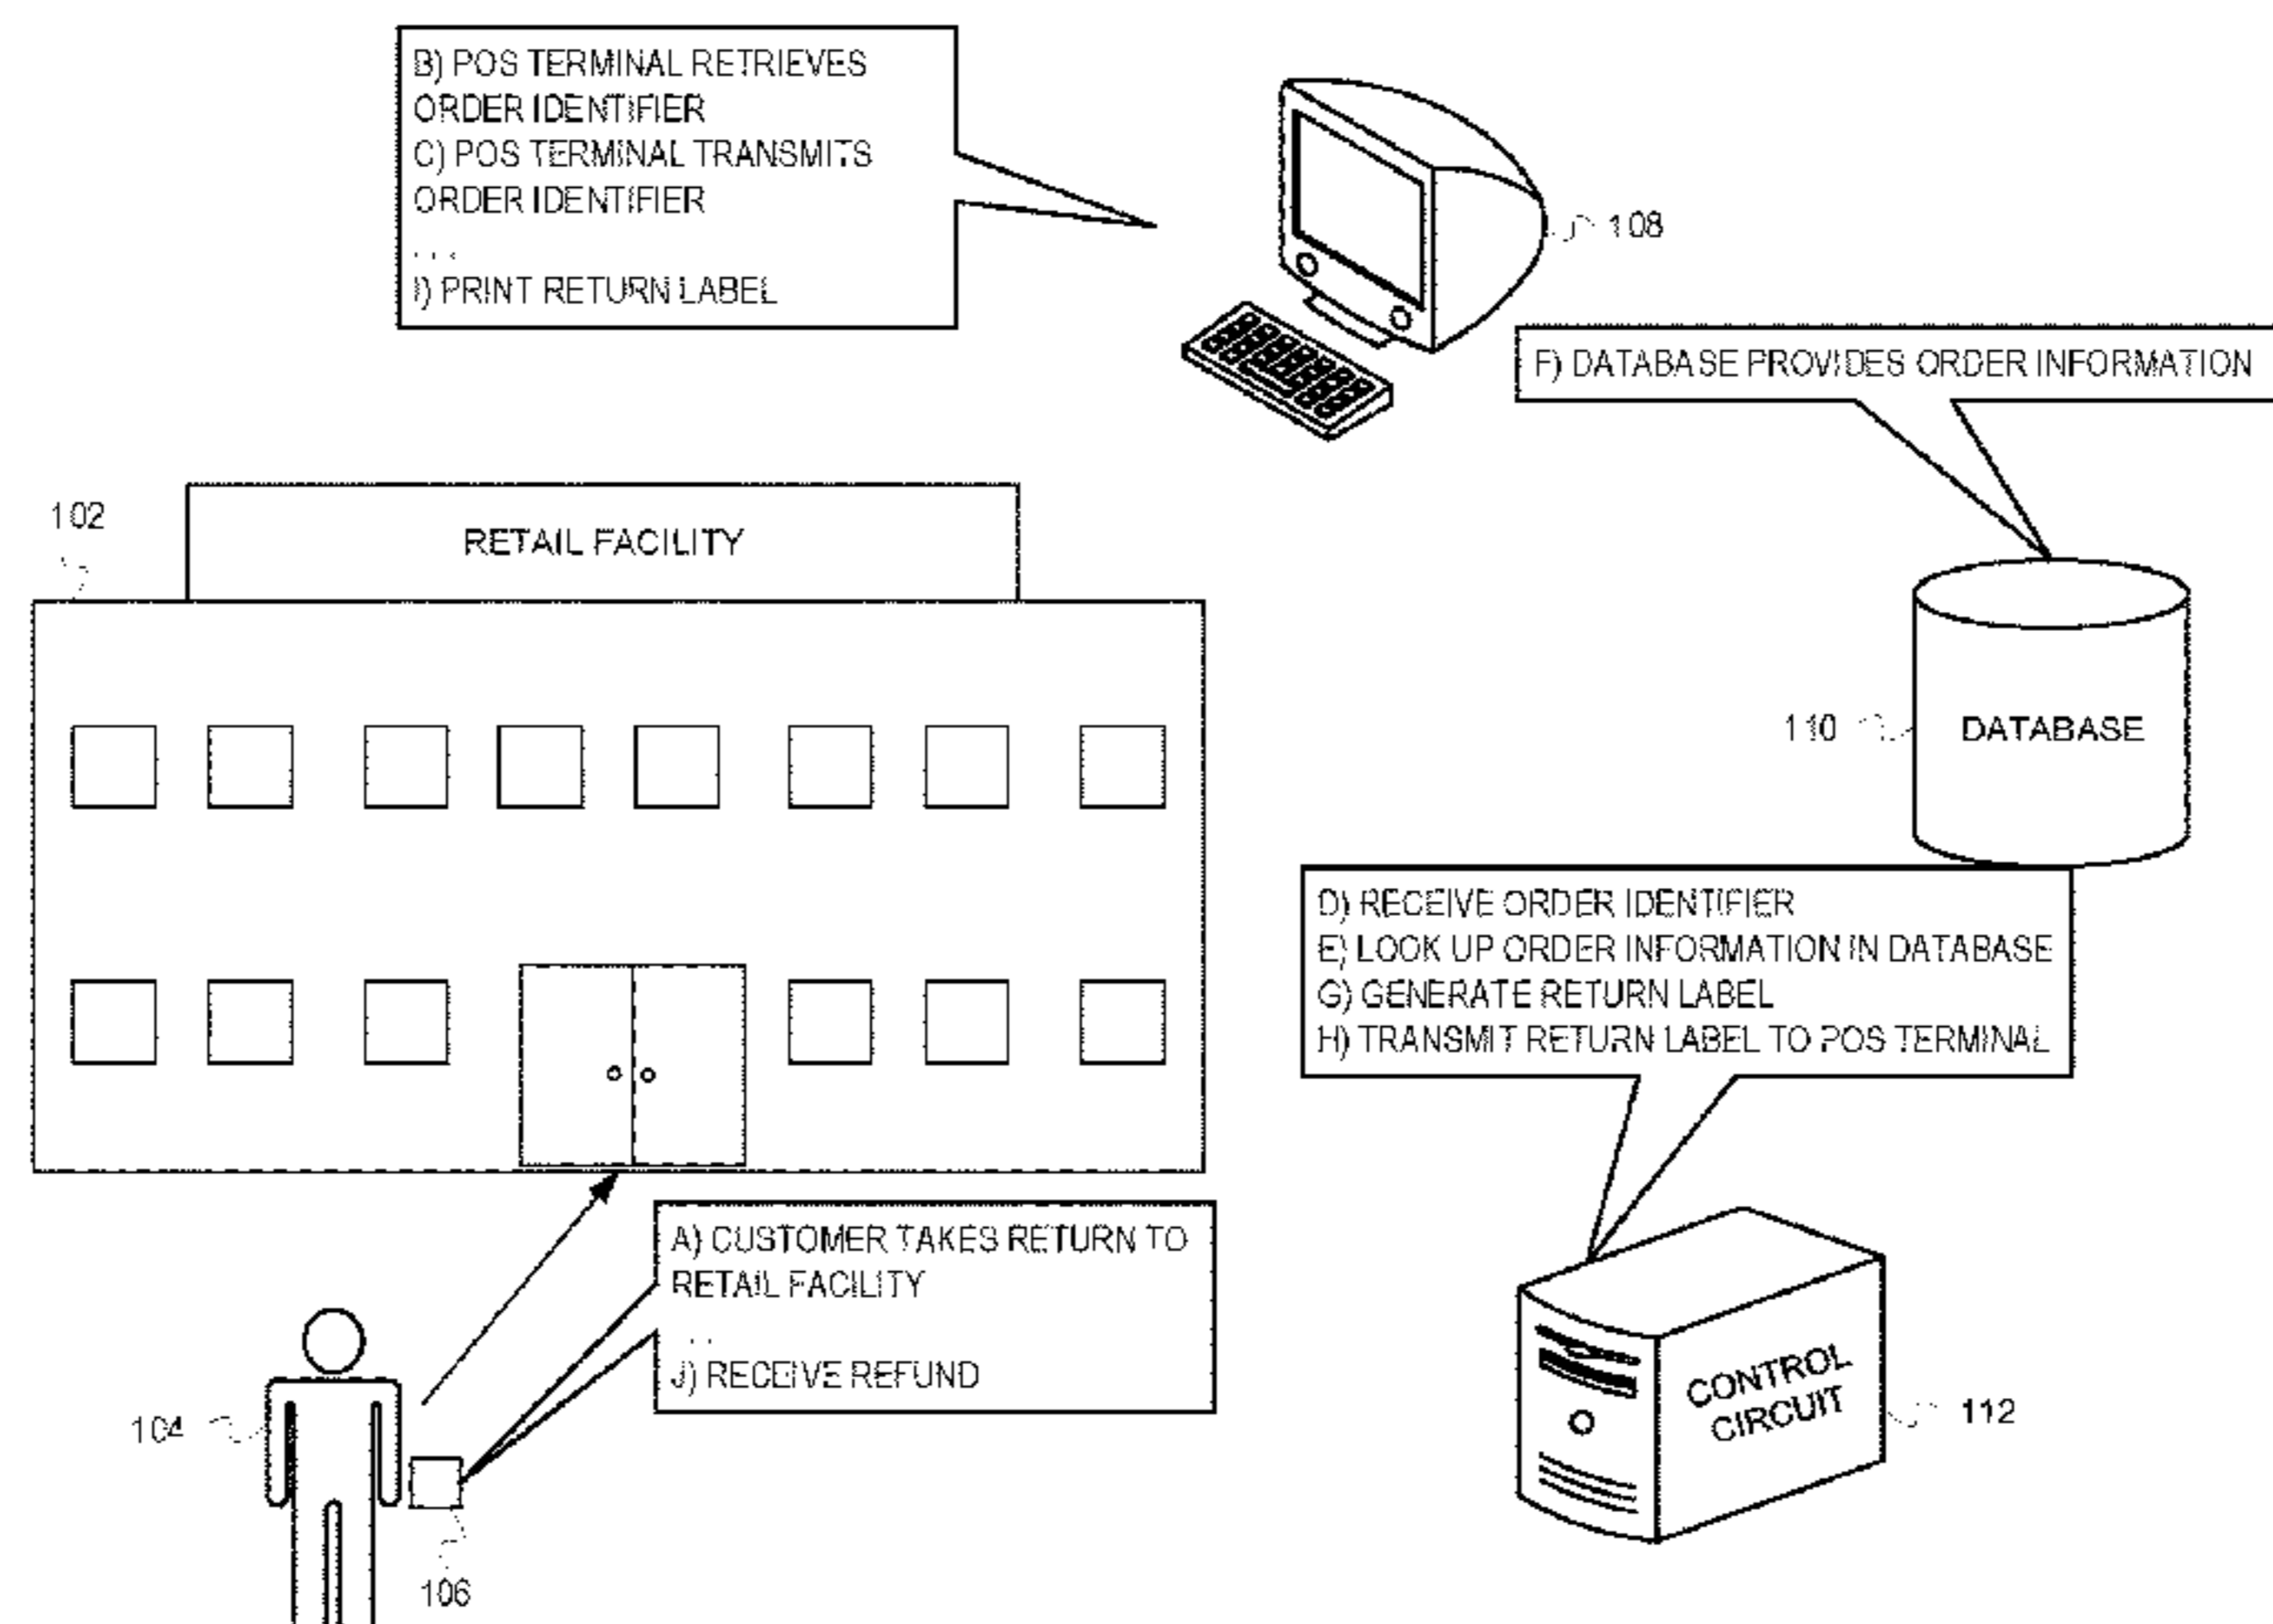 B) POS TERMINAL RETRIEVES
ORDER IDENTIFIER
C) POS TERMINAL TRANSMITS
ORDER IDENTIFIER
...
I) PRINT RETURN LABEL
108
F) DATABASE PROVIDES ORDER INFORMATION
102
RETAIL FACILITY
110
DATABASE
D) RECEIVE ORDER IDENTIFIER
E) LOOK UP ORDER INFORMATION IN DATABASE
G) GENERATE RETURN LABEL
H) TRANSMIT RETURN LABEL TO POS TERMINAL
A) CUSTOMER TAKES RETURN TO
RETAIL FACILITY
...
J) RECEIVE REFUND
104
106
CONTROL
CIRCUIT
112